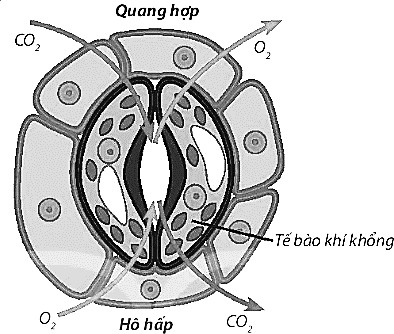 Quang hợp
CO2
O2
Tế bào khí khổng
O2
Hô hấp
CO2